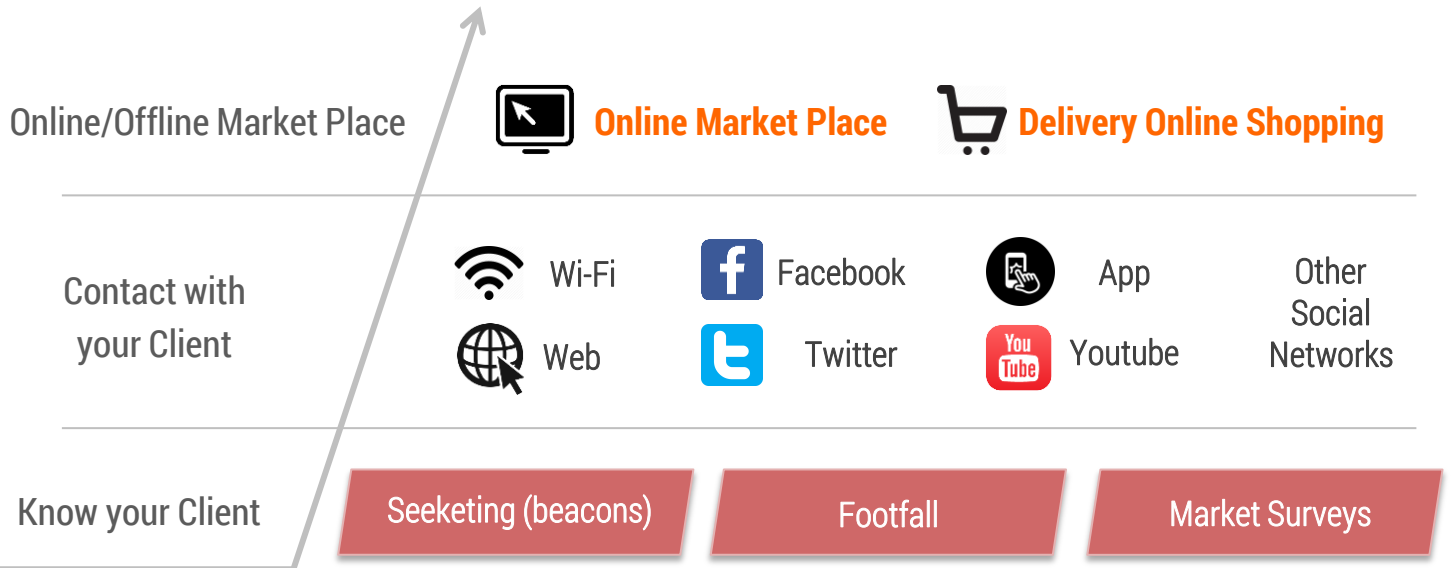 Online/Offline Market Place
Online Market Place
Delivery Online Shopping
Contact with
your Client
Wi-Fi
Facebook
App
Other
Social
Networks
Web
Twitter
You
Tube
Youtube
Know your Client
Seeketing (beacons)
Footfall
Market Surveys